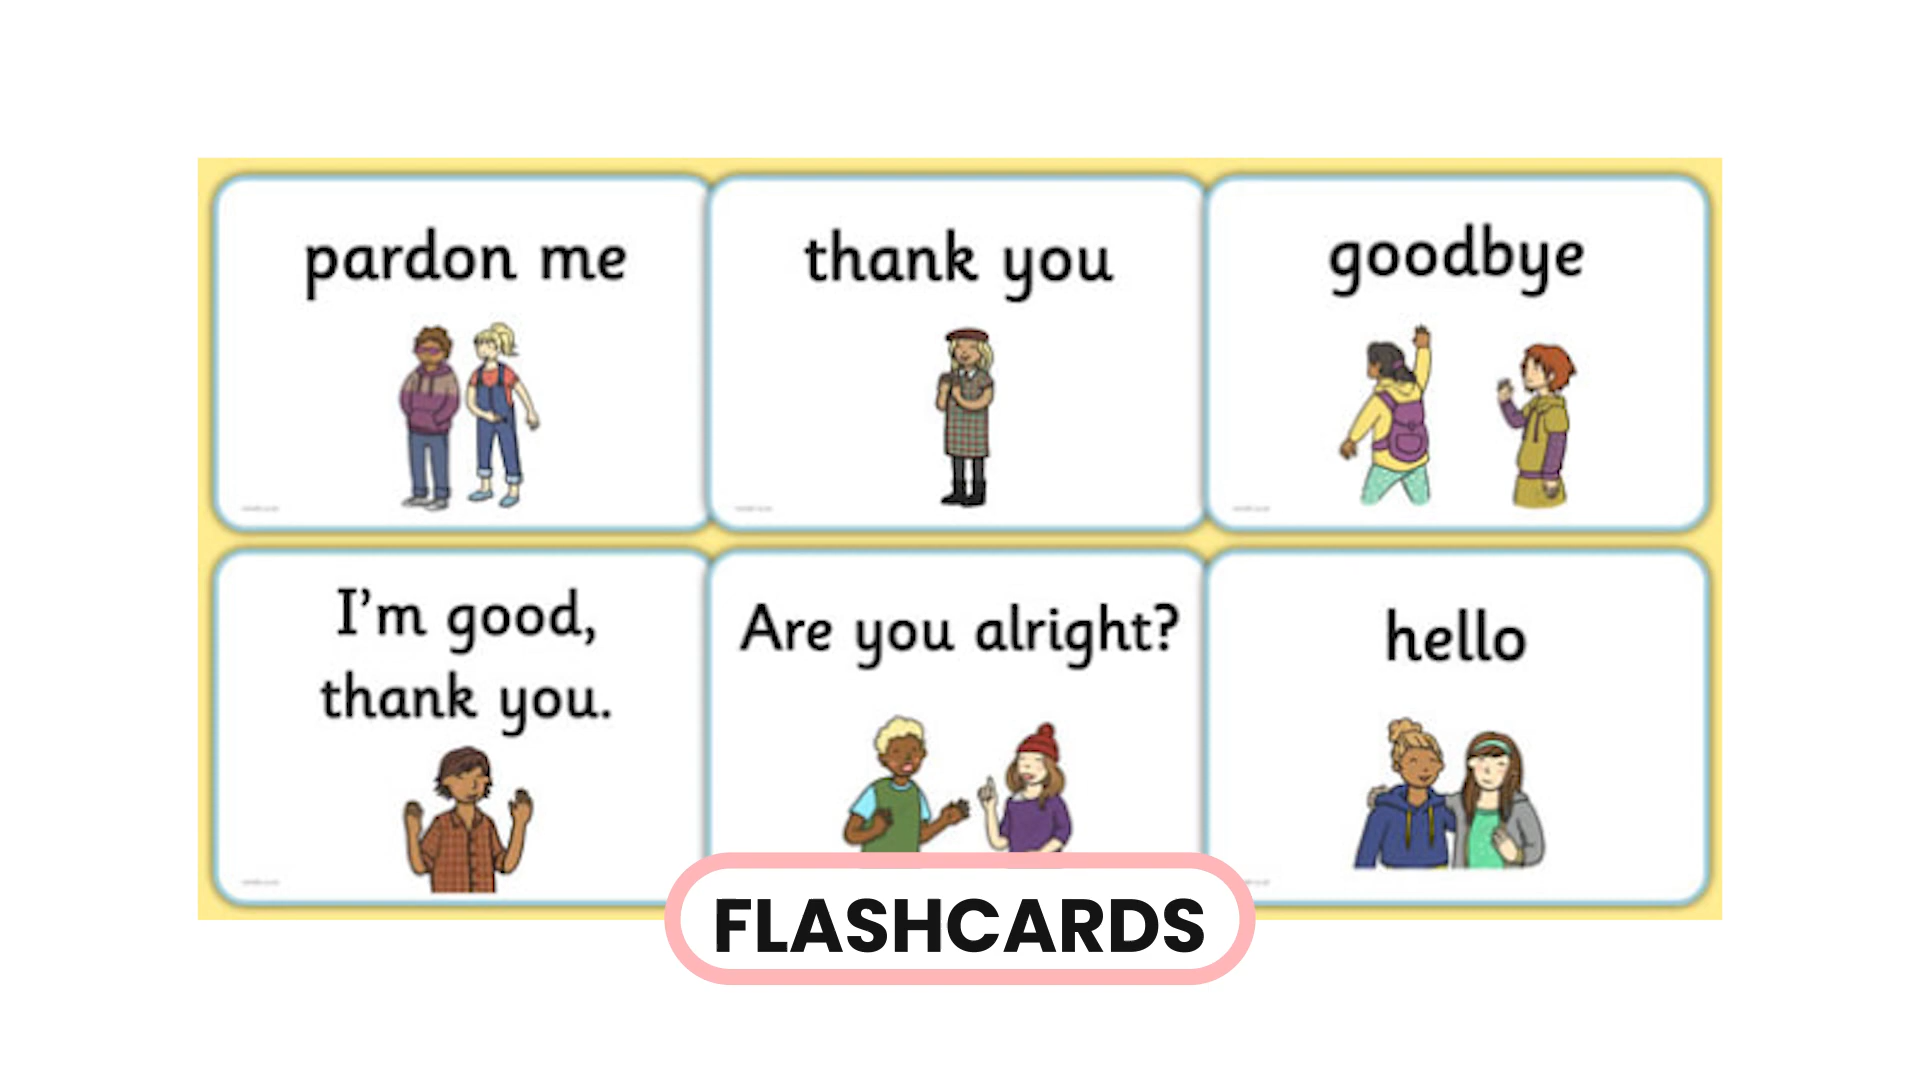 pardon me
thank you
goodbye
I'm good,
thank you.
Are you alright?
hello
FLASHCARDS